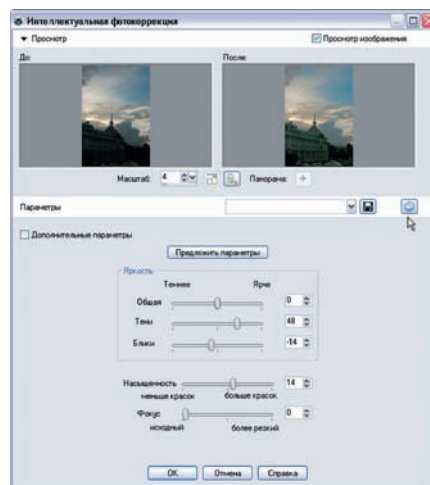 Интеллектуальная фотокоррекция
Просмотр
Просмотр изображения
До:
После:
Масштаб: 4
Панорама:
Параметры
Дополнительные параметры
Предложить параметры
Яркость
Темнее Ярче
Общая 0
Тени 48
Блики -14
Насыщенность 14
меньше красок больше красок
Фокус 0
исходный более резкий
OK Отмена Справка